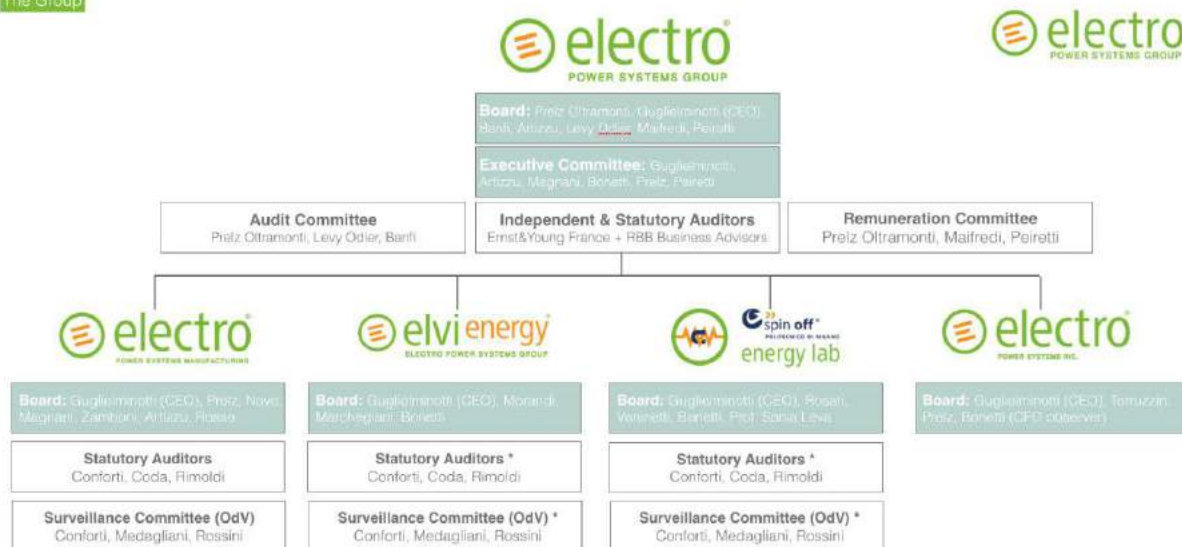 The Group
electro
POWER SYSTEMS GROUP
electro
POWER SYSTEMS GROUP
Board: Prelz Oltramonti, Guglielminotti (CEO),
Banfi, Artizzu, Levy Odier, Maifredi, Peiretti
Executive Committee: Guglielminotti,
Artizzu, Magnani, Bonetti, Prelz, Peiretti
Audit Committee
Prelz Oltramonti, Levy Odier, Banfi
Independent & Statutory Auditors
Ernst&Young France + RBB Business Advisors
Remuneration Committee
Prelz Oltramonti, Maifredi, Peiretti
electro
POWER SYSTEMS MANUFACTURING
elvi energy
ELECTRO POWER SYSTEMS GROUP
spin off
POLITECNICO DI MILANO
energy lab
electro
POWER SYSTEMS INC.
Board: Guglielminotti (CEO), Prelz, Novo,
Magnani, Zamboni, Artizzu, Rosso
Board: Guglielminotti (CEO), Morandi,
Marchegiani, Bonetti
Board: Guglielminotti (CEO), Rosati,
Vaninetti, Bonetti, Prof. Sonia Leva
Board: Guglielminotti (CEO), Terruzzin,
Prelz, Bonetti (CFO observer)
Statutory Auditors
Conforti, Coda, Rimoldi
Statutory Auditors *
Conforti, Coda, Rimoldi
Statutory Auditors *
Conforti, Coda, Rimoldi
Surveillance Committee (OdV)
Conforti, Medagliani, Rossini
Surveillance Committee (OdV) *
Conforti, Medagliani, Rossini
Surveillance Committee (OdV) *
Conforti, Medagliani, Rossini